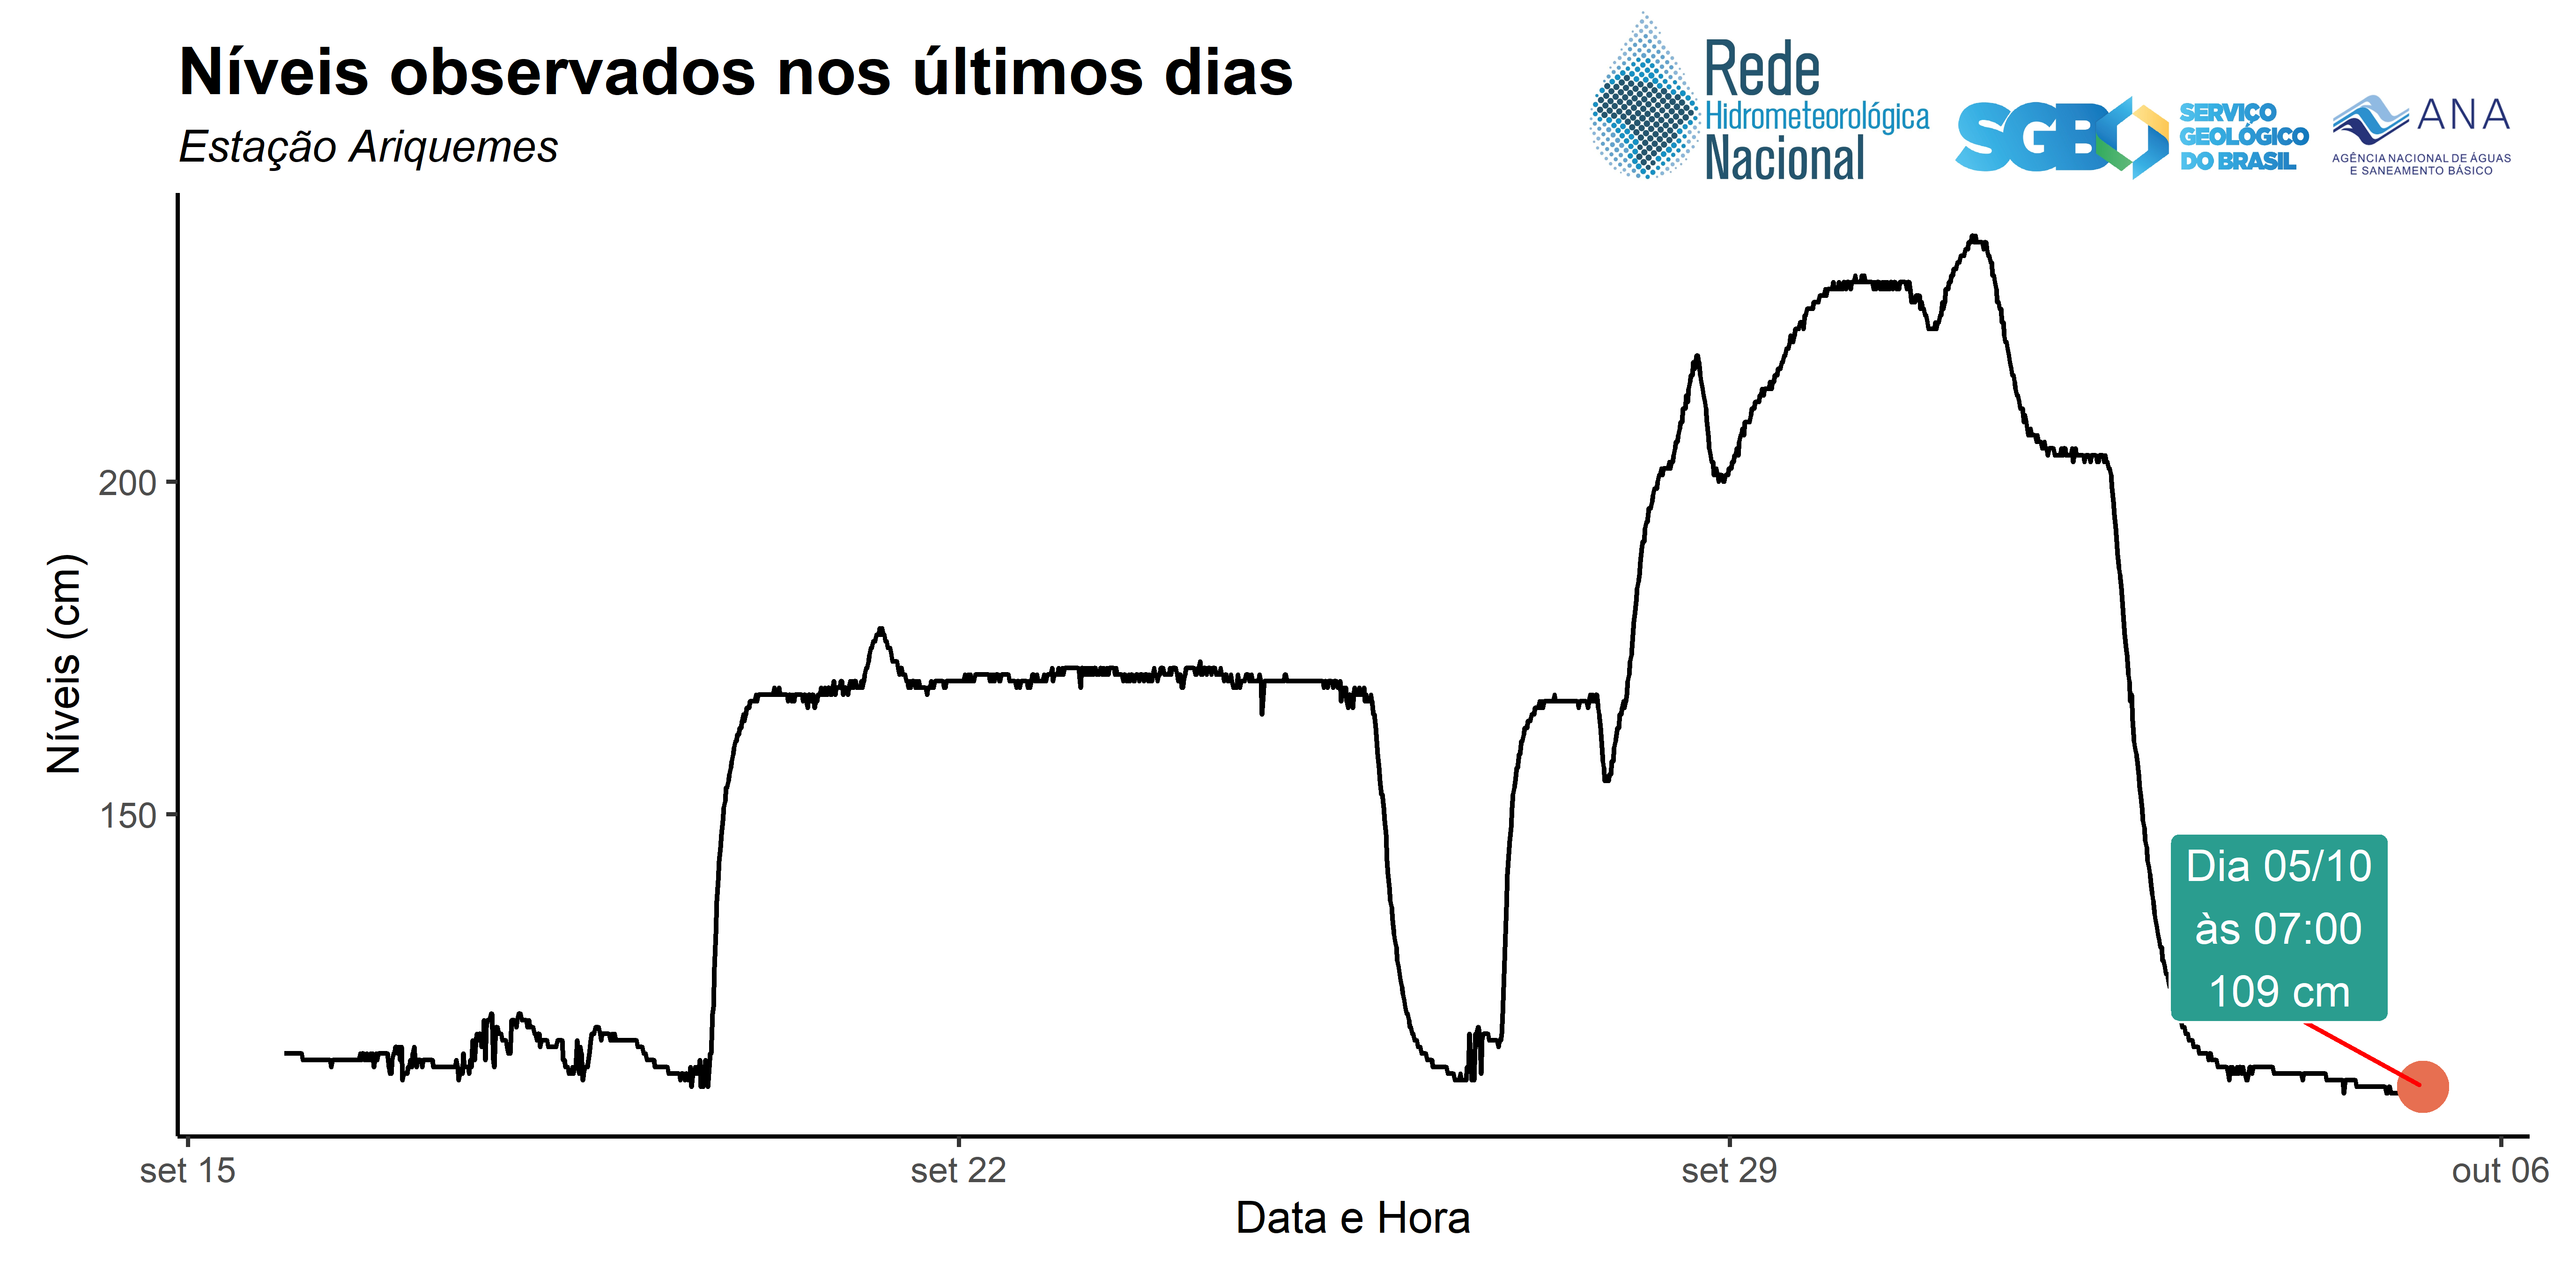 Níveis observados nos últimos dias
Estação Ariquemes
Rede
Hidrometeorológica
Nacional
SGB
SERVIÇO
GEOLÓGICO
DO BRASIL
ANA
AGÊNCIA NACIONAL DE ÁGUAS
E SANEAMENTO BÁSICO
Níveis (cm)
200
150
Dia 05/10
às 07:00
109 cm
set 15
set 22
set 29
out 06
Data e Hora